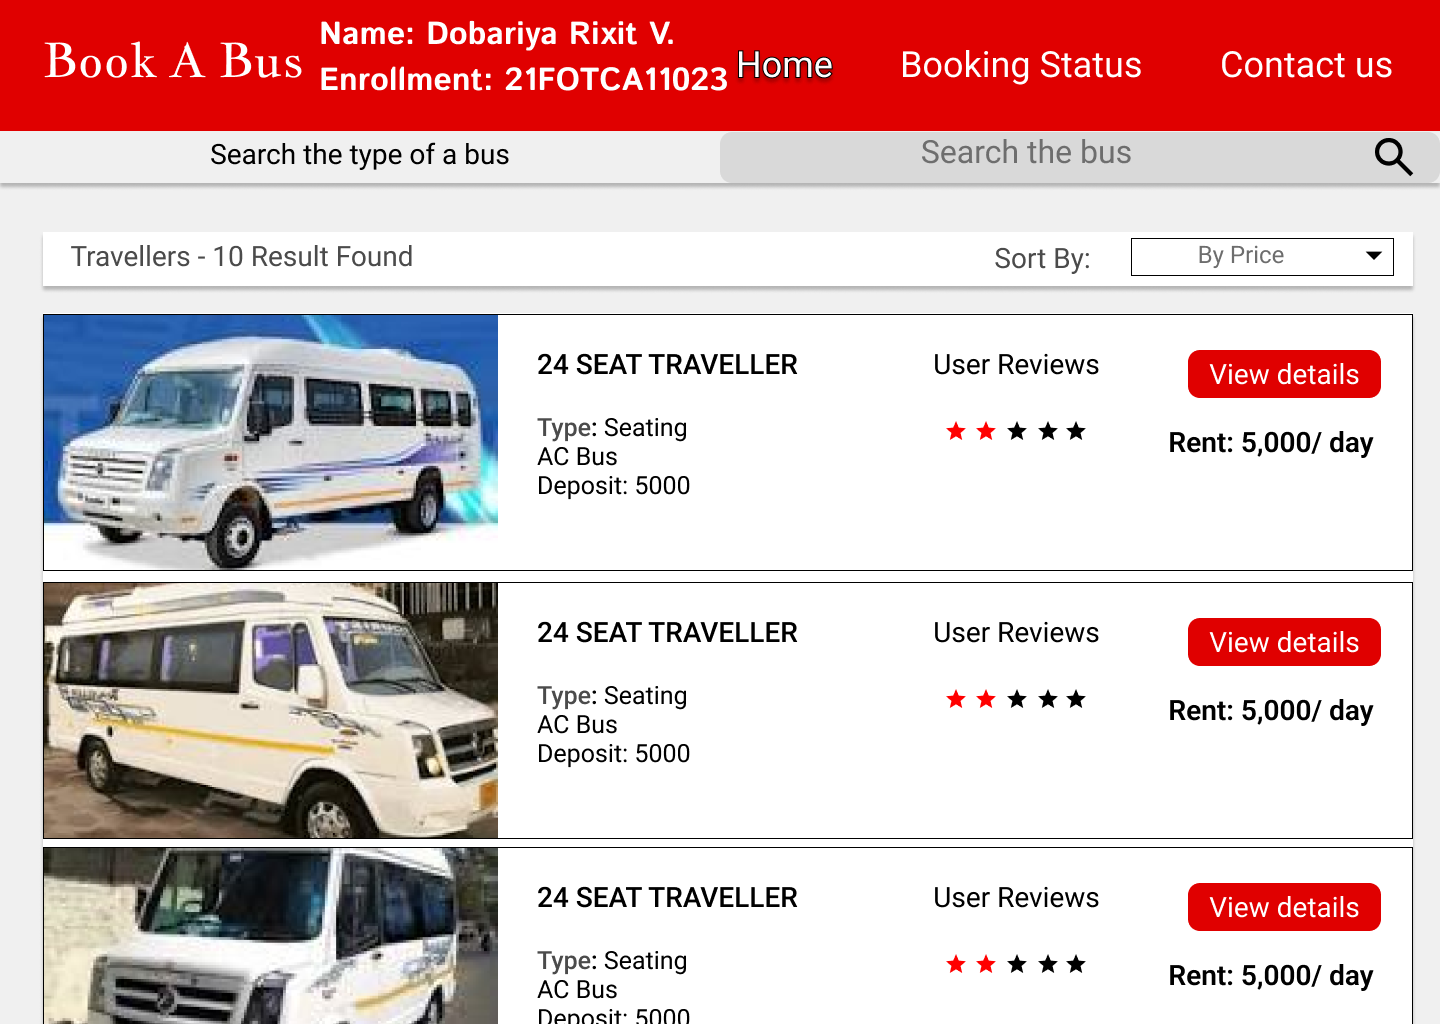 Book A Bus
Name: Dobariya Rixit V.
Enrollment: 21FOTCA11023
Home
Booking Status
Contact us
Search the type of a bus
Search the bus
Travellers - 10 Result Found
Sort By:
By Price
24 SEAT TRAVELLER
User Reviews
View details
Type: Seating
AC Bus
Deposit: 5000
Rent: 5,000/ day
24 SEAT TRAVELLER
User Reviews
View details
Type: Seating
AC Bus
Deposit: 5000
Rent: 5,000/ day
24 SEAT TRAVELLER
User Reviews
View details
Type: Seating
AC Bus
Deposit: 5000
Rent: 5,000/ day